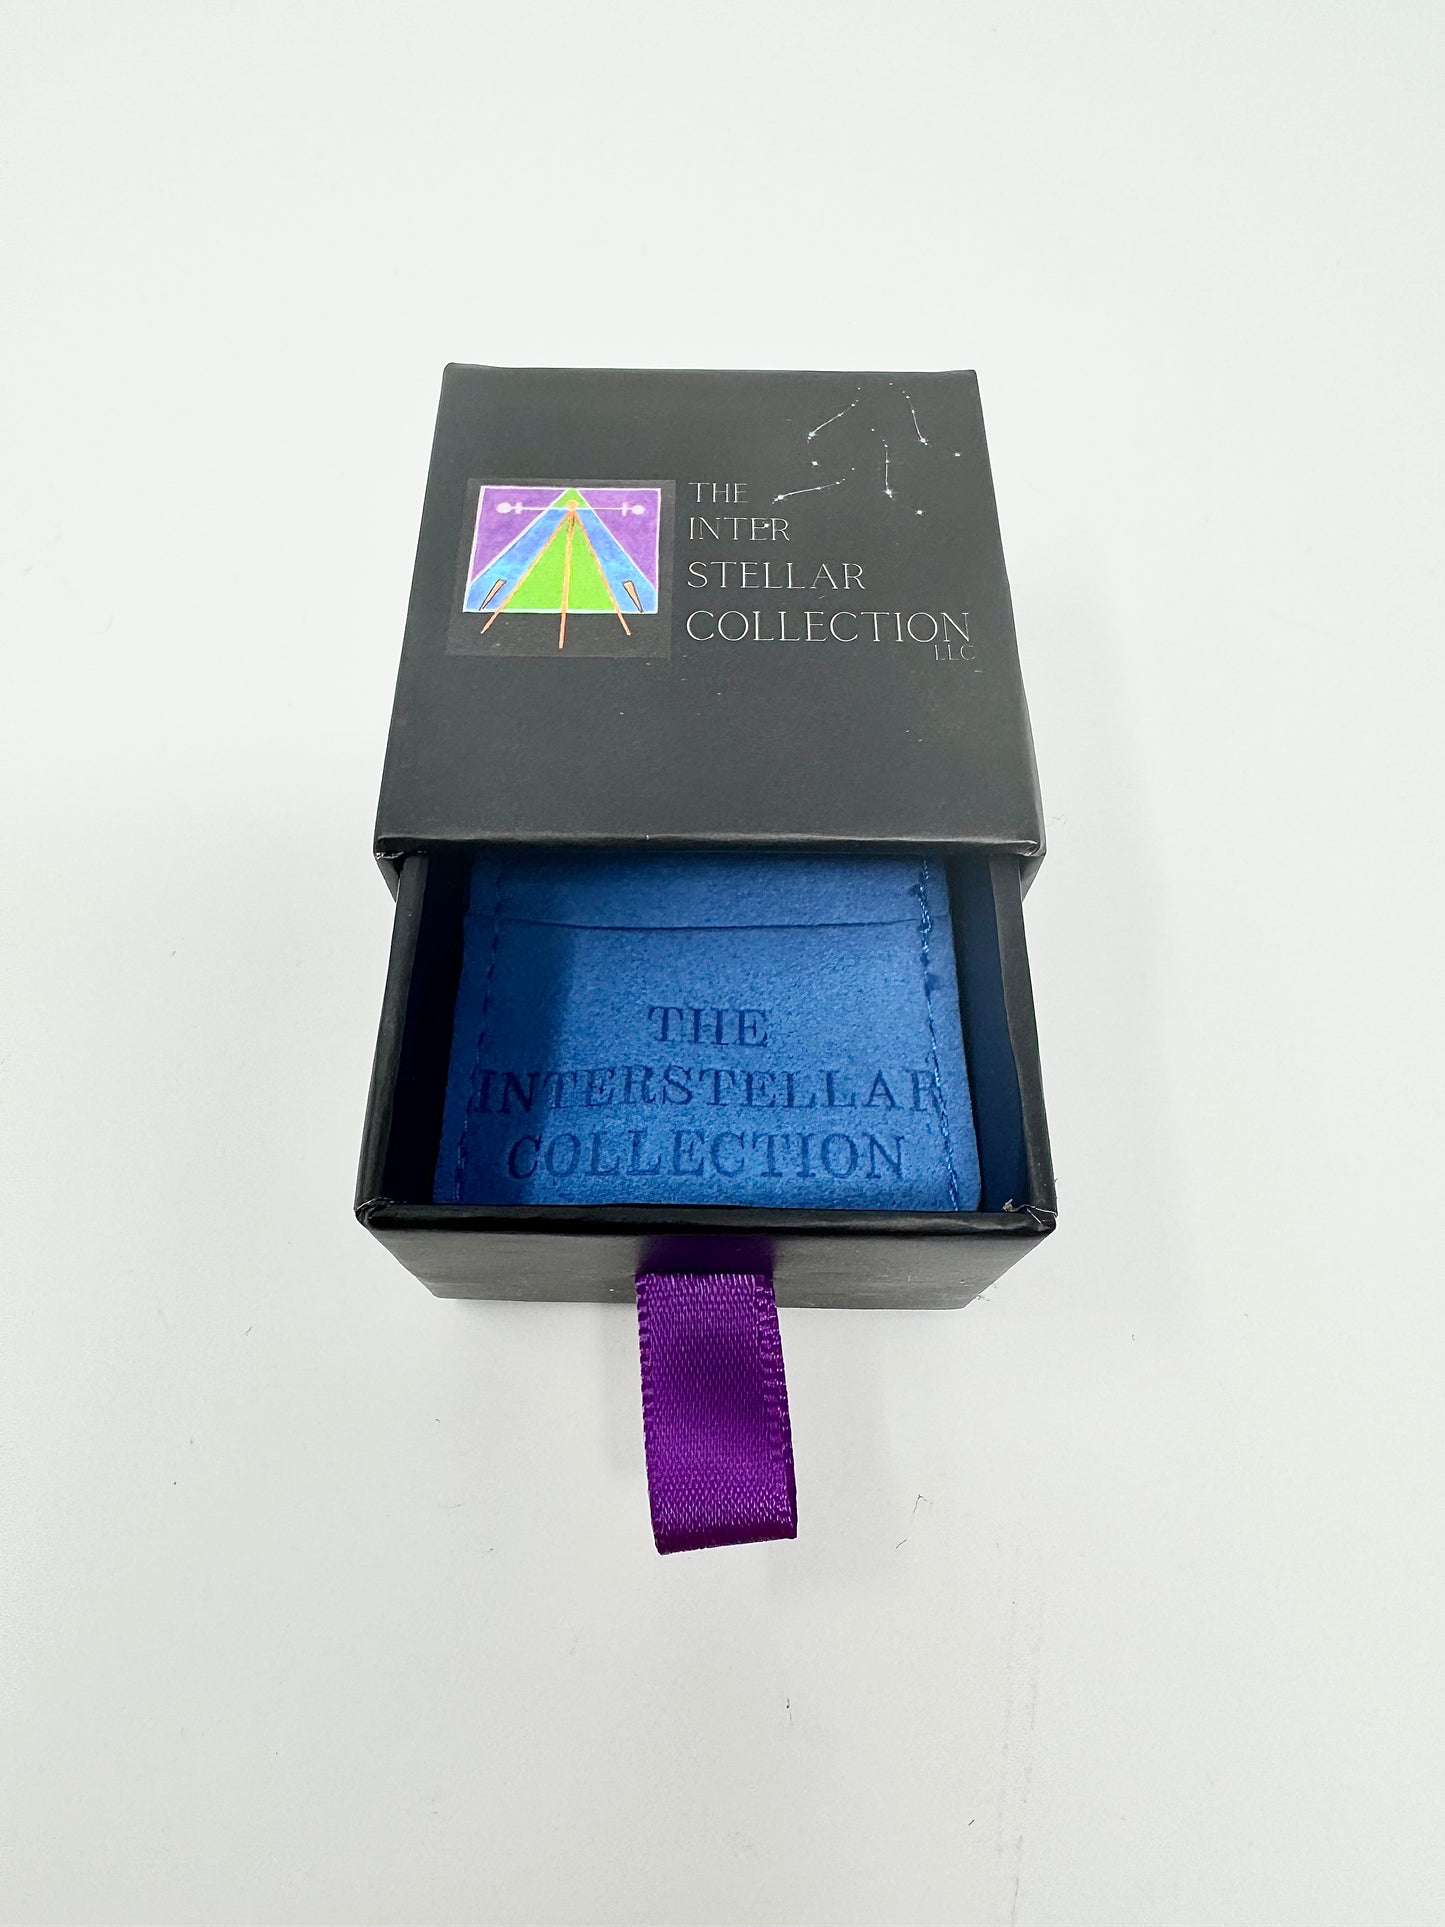 THE
INTER
STELLAR
COLLECTION
LLC
THE
INTERSTELLAR
COLLECTION